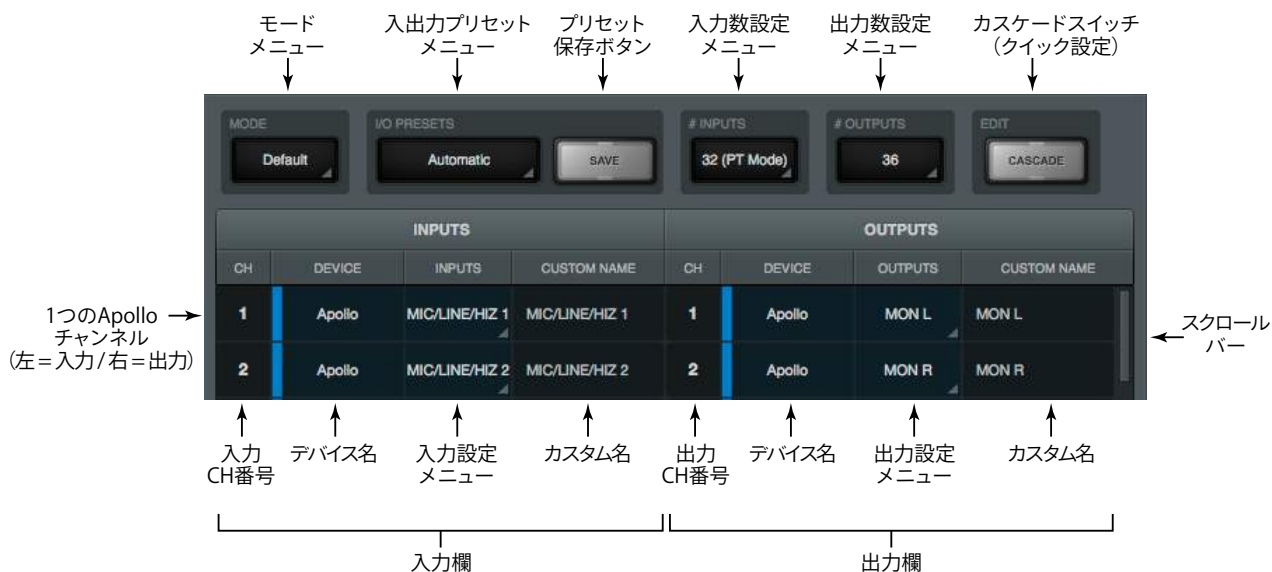 モード
メニュー
入出力プリセット
メニュー
プリセット
保存ボタン
入力数設定
メニュー
出力数設定
メニュー
カスケードスイッチ
（クイック設定）
MODE
I/O PRESETS
# INPUTS
# OUTPUTS
EDIT
Default
Automatic
SAVE
32 (PT Mode)
36
CASCADE
INPUTS
OUTPUTS
CH
DEVICE
INPUTS
CUSTOM NAME
CH
DEVICE
OUTPUTS
CUSTOM NAME
1つのApollo
チャンネル
（左＝入力/右＝出力）
1
Apollo
MIC/LINE/HIZ 1
MIC/LINE/HIZ 1
1
Apollo
MON L
MON L
2
Apollo
MIC/LINE/HIZ 2
MIC/LINE/HIZ 2
2
Apollo
MON R
MON R
スクロール
バー
入力
CH番号
デバイス名
入力設定
メニュー
カスタム名
出力
CH番号
デバイス名
出力設定
メニュー
カスタム名
入力欄
出力欄